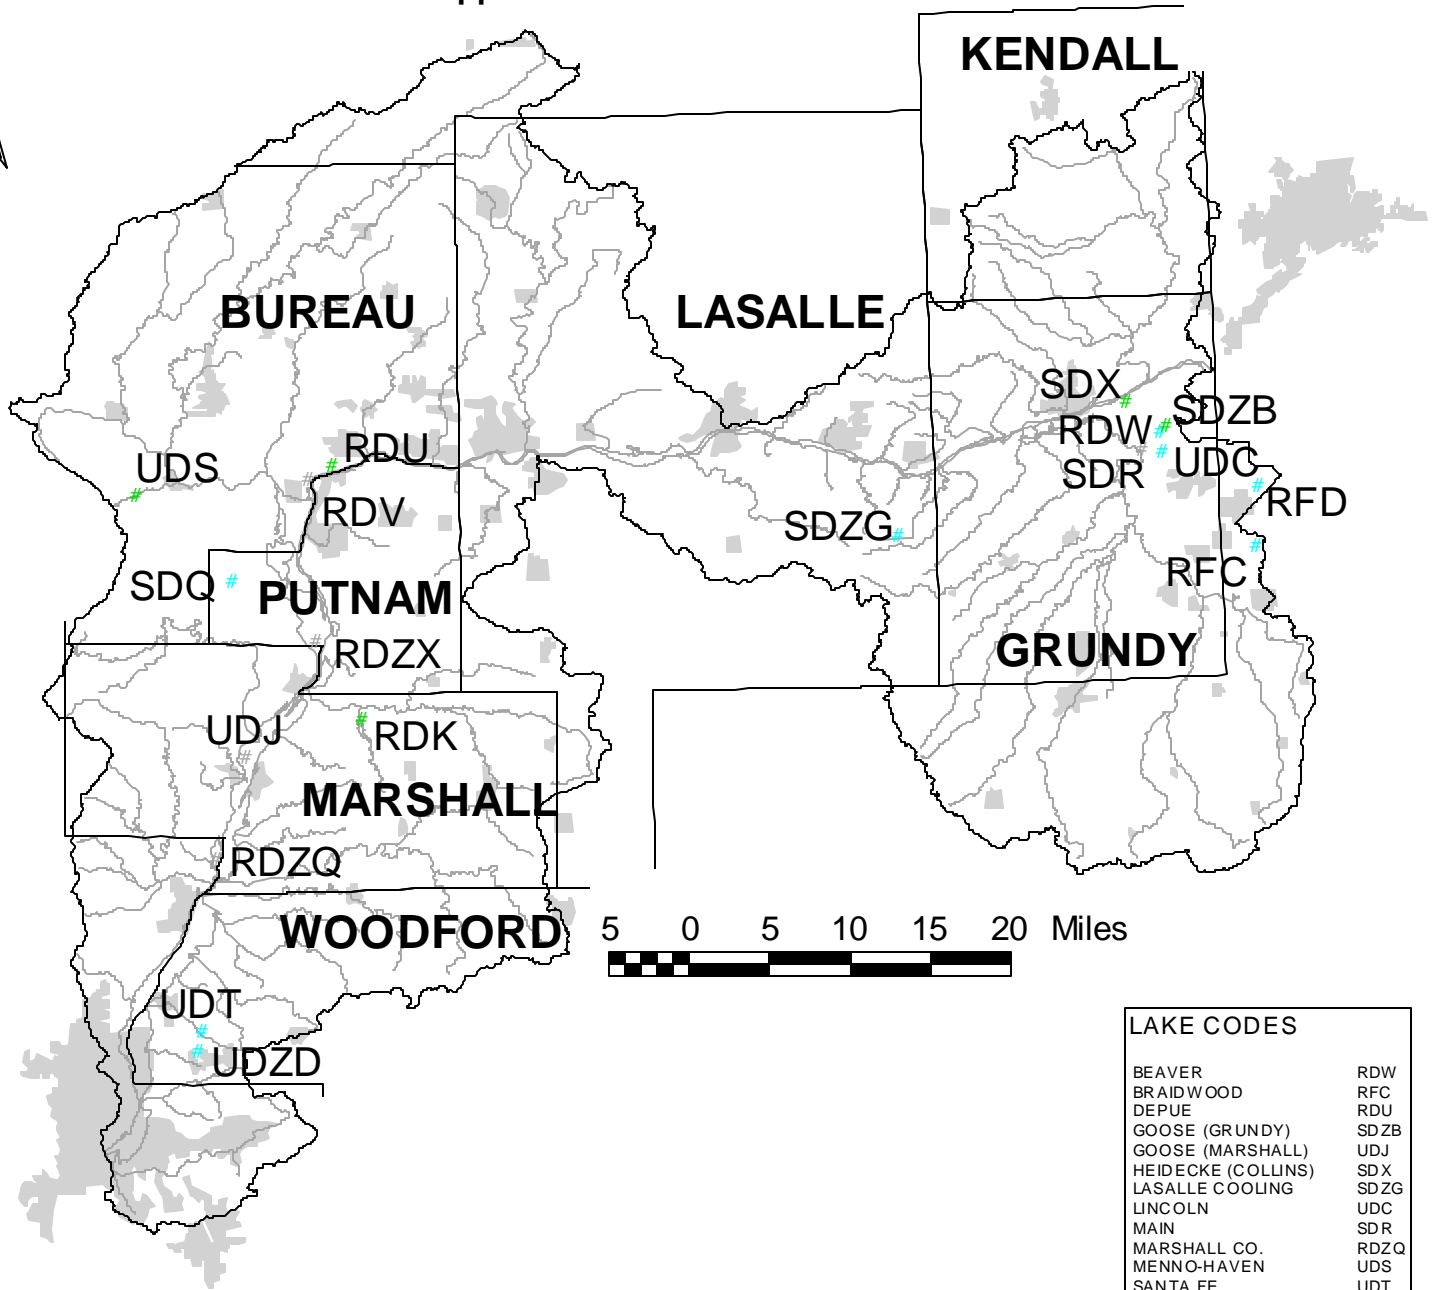 KENDALL
BUREAU
LASALLE
SDX
SDZB
RDW
RDU
UDC
UDS
SDR
RFD
RDV
SDZG
RFC
SDQ
PUTNAM
GRUNDY
RDZX
UDJ
RDK
MARSHALL
RDZQ
WOODFORD
5 0 5 10 15 20 Miles
UDT
UDZD
LAKE CODES
BEAVER RDW
BRAIDWOOD RFC
DEPUE RDU
GOOSE (GRUNDY) SDZB
GOOSE (MARSHALL) UDJ
HEIDECKE (COLLINS) SDX
LASALLE COOLING SDZG
LINCOLN UDC
MAIN SDR
MARSHALL CO. RDZQ
MENNO-HAVEN UDS
SANTA FE UDT